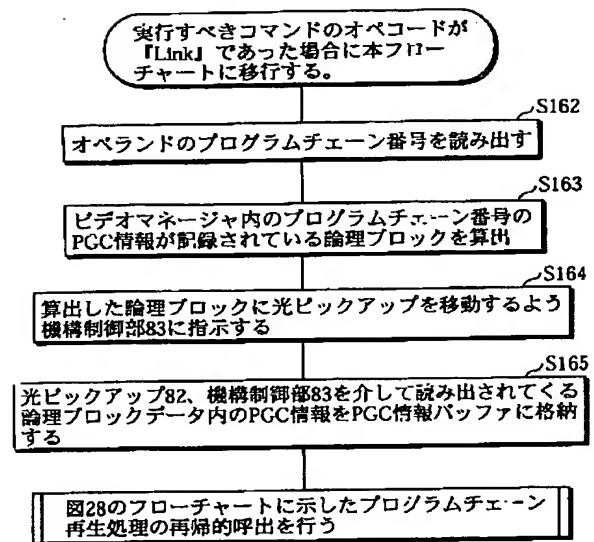 実行すべきコマンドのオペコードが
『Link』であった場合に本フロー
チャートに移行する。
S162
オペランドのプログラムチェーン番号を読み出す
S163
ビデオマネージャ内のプログラムチェーン番号の
PGC情報が記録されている論理ブロックを算出
S164
算出した論理ブロックに光ピックアップを移動するよう
機構制御部83に指示する
S165
光ピックアップ82、機構制御部83を介して読み出されてくる
論理ブロックデータ内のPGC情報をPGC情報バッファに格納
する
図28のフローチャートに示したプログラムチェーン
再生処理の再帰的呼出を行う